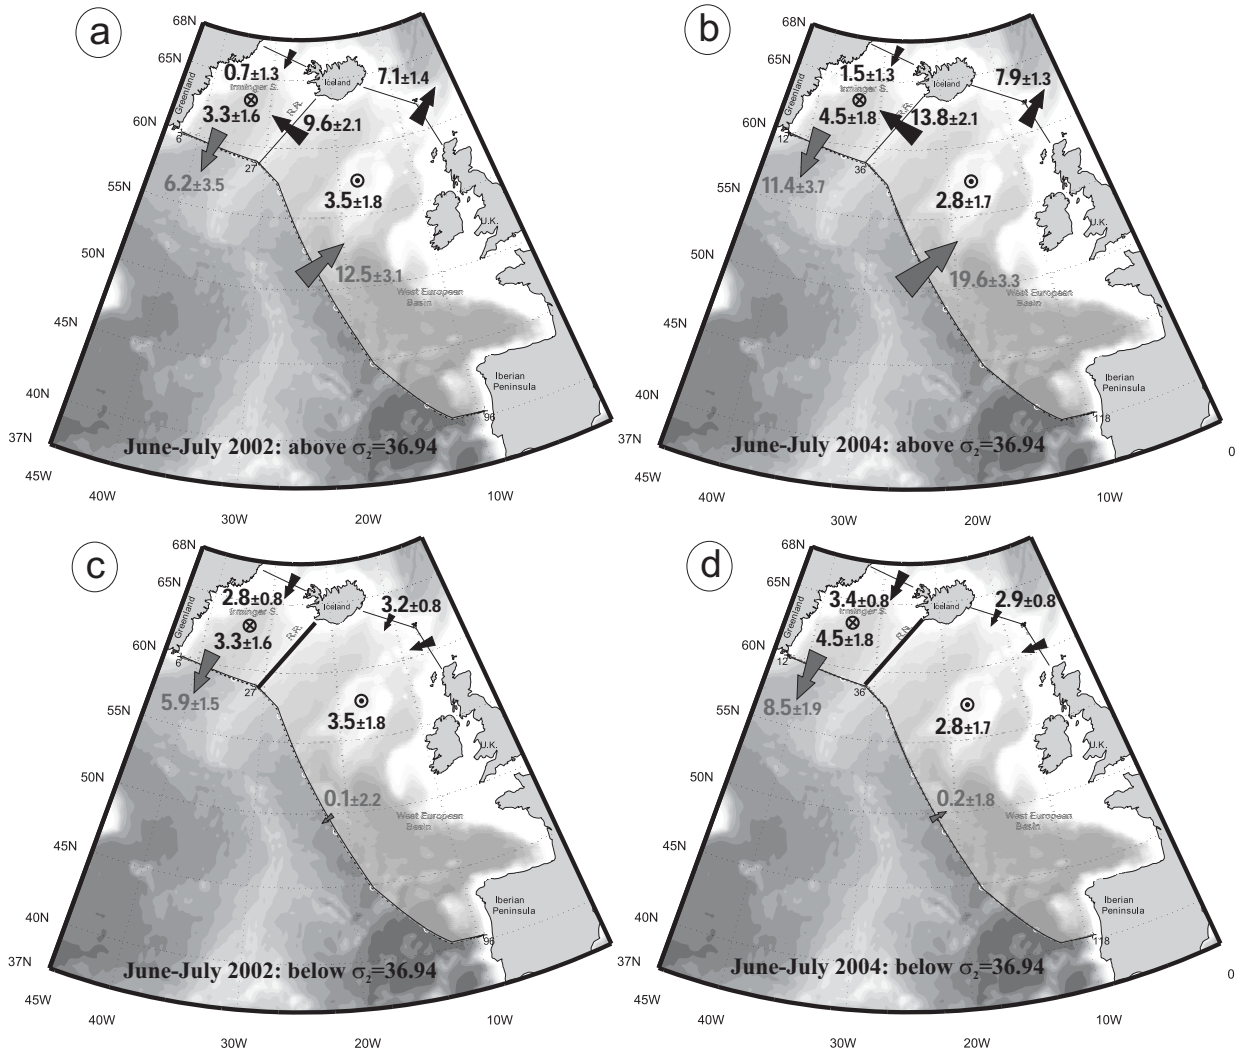 a
68N
65N
60N
55N
50N
45N
40N
37N
45W
40W
30W
20W
10W
Greenland
0.7±1.3
Irminger S.
3.3±1.6
6
6.2±3.5
R.R.
27
Iceland
7.1±1.4
9.6±2.1
3.5±1.8
U.K.
12.5±3.1
West European
Basin
Iberian
Peninsula
96
June-July 2002: above σ2=36.94
b
68N
65N
60N
55N
50N
45N
40N
37N
45W
40W
30W
20W
10W
0
Greenland
1.5±1.3
Irminger S.
4.5±1.8
12
11.4±3.7
R.R.
36
Iceland
7.9±1.3
13.8±2.1
2.8±1.7
U.K.
19.6±3.3
West European
Basin
Iberian
Peninsula
118
June-July 2004: above σ2=36.94
c
68N
65N
60N
55N
50N
45N
40N
37N
45W
40W
30W
20W
10W
Greenland
2.8±0.8
Irminger S.
3.3±1.6
6
5.9±1.5
R.R.
27
Iceland
3.2±0.8
3.5±1.8
U.K.
0.1±2.2
West European
Basin
Iberian
Peninsula
96
June-July 2002: below σ2=36.94
d
68N
65N
60N
55N
50N
45N
40N
37N
45W
40W
30W
20W
10W
0
Greenland
3.4±0.8
Irminger S.
4.5±1.8
12
8.5±1.9
R.R.
36
Iceland
2.9±0.8
2.8±1.7
U.K.
0.2±1.8
West European
Basin
Iberian
Peninsula
118
June-July 2004: below σ2=36.94